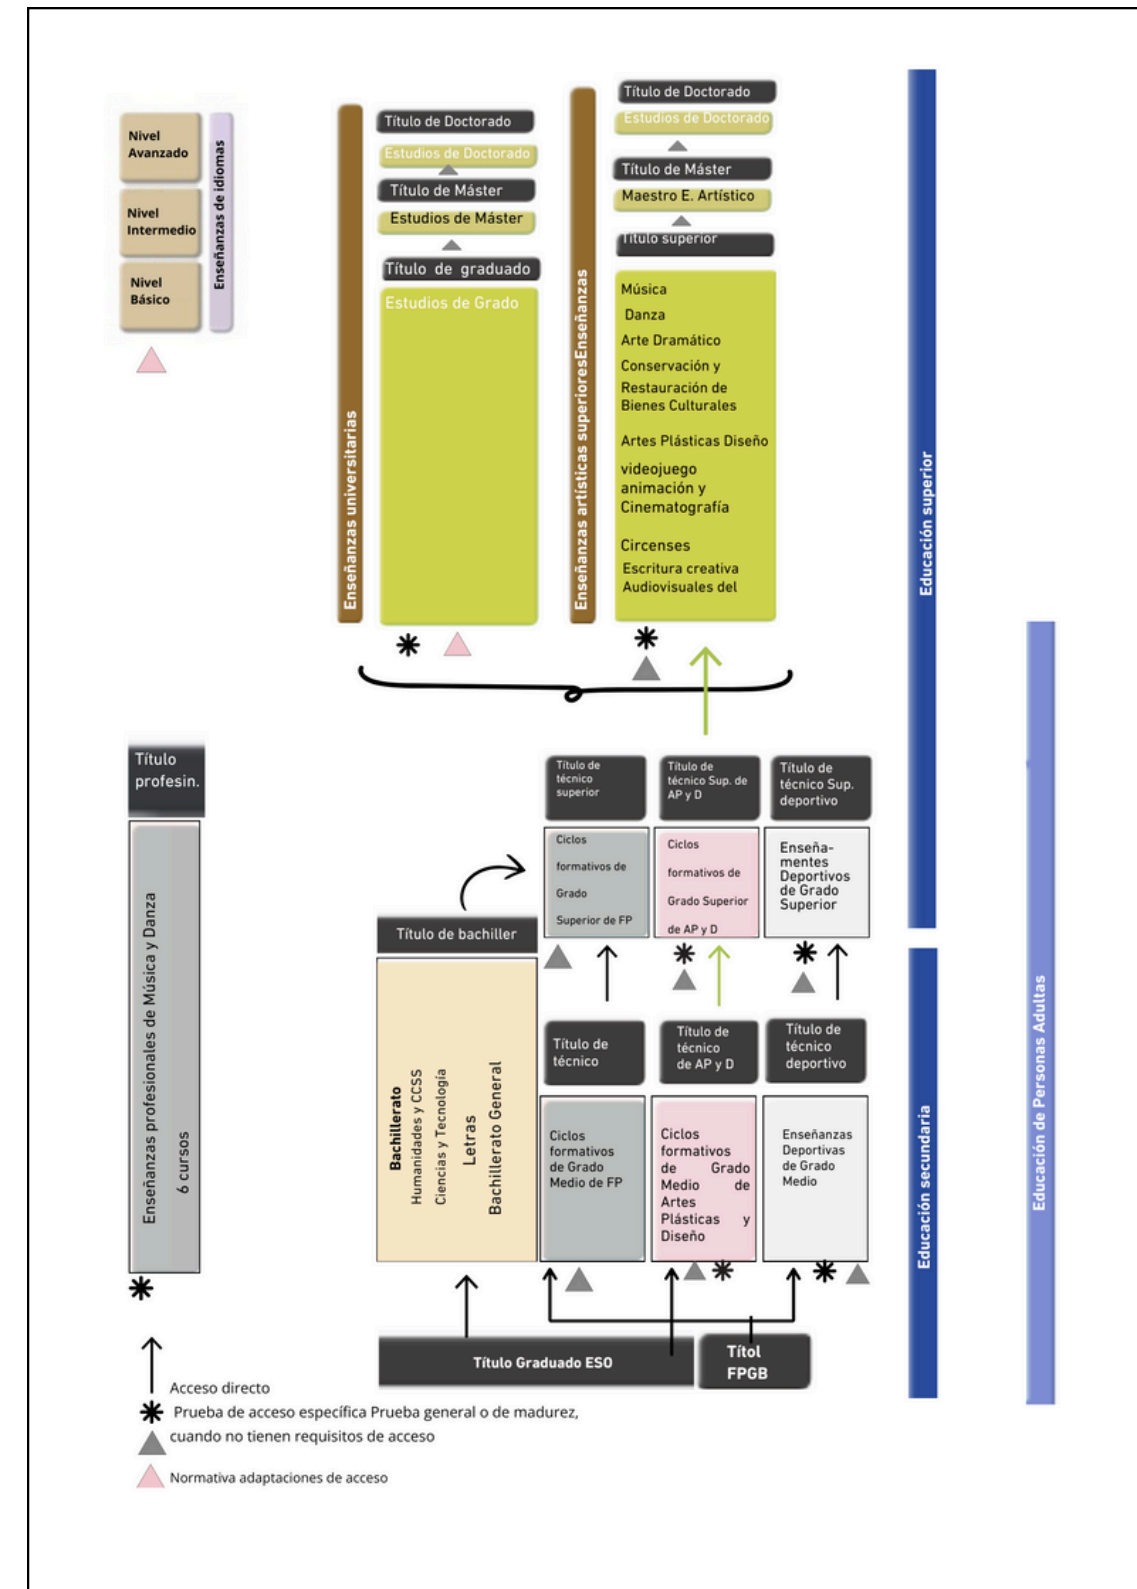 Nivel
Avanzado
Nivel
Intermedio
Nivel
Básico
Enseñanzas de idiomas
Enseñanzas universitarias
Título de Doctorado
Estudios de Doctorado
Título de Máster
Estudios de Máster
Título de graduado
Estudios de Grado
Enseñanzas artísticas superioresEnseñanzas
Título de Doctorado
Estudios de Doctorado
Título de Máster
Maestro E. Artístico
Título superior
Música
Danza
Arte Dramático
Conservación y
Restauración de
Bienes Culturales
Artes Plásticas Diseño
videojuego
animación y
Cinematografía
Circenses
Escritura creativa
Audiovisuales del
Educación superior
Educación de Personas Adultas
Educación secundaria
Título
profesin.
Enseñanzas profesionales de Música y Danza
6 cursos
Título de
técnico
superior
Título de
técnico Sup. de
AP y D
Título de
técnico Sup.
deportivo
Ciclos
formativos de
Grado
Superior de FP
Ciclos
formativos de
Grado Superior
de AP y D
Enseña-
mentes
Deportivos
de Grado
Superior
Título de bachiller
Bachillerato
Humanidades y CCSS
Ciencias y Tecnología
Letras
Bachillerato General
Título de
técnico
Título de
técnico
de AP y D
Título de
técnico
deportivo
Ciclos
formativos
de Grado
Medio de FP
Ciclos
formativos
de Grado
Medio de
Artes
Plásticas y
Diseño
Enseñanzas
Deportivas
de Grado
Medio
Título Graduado ESO
Títol
FPGB
Acceso directo
Prueba de acceso específica Prueba general o de madurez,
cuando no tienen requisitos de acceso
Normativa adaptaciones de acceso